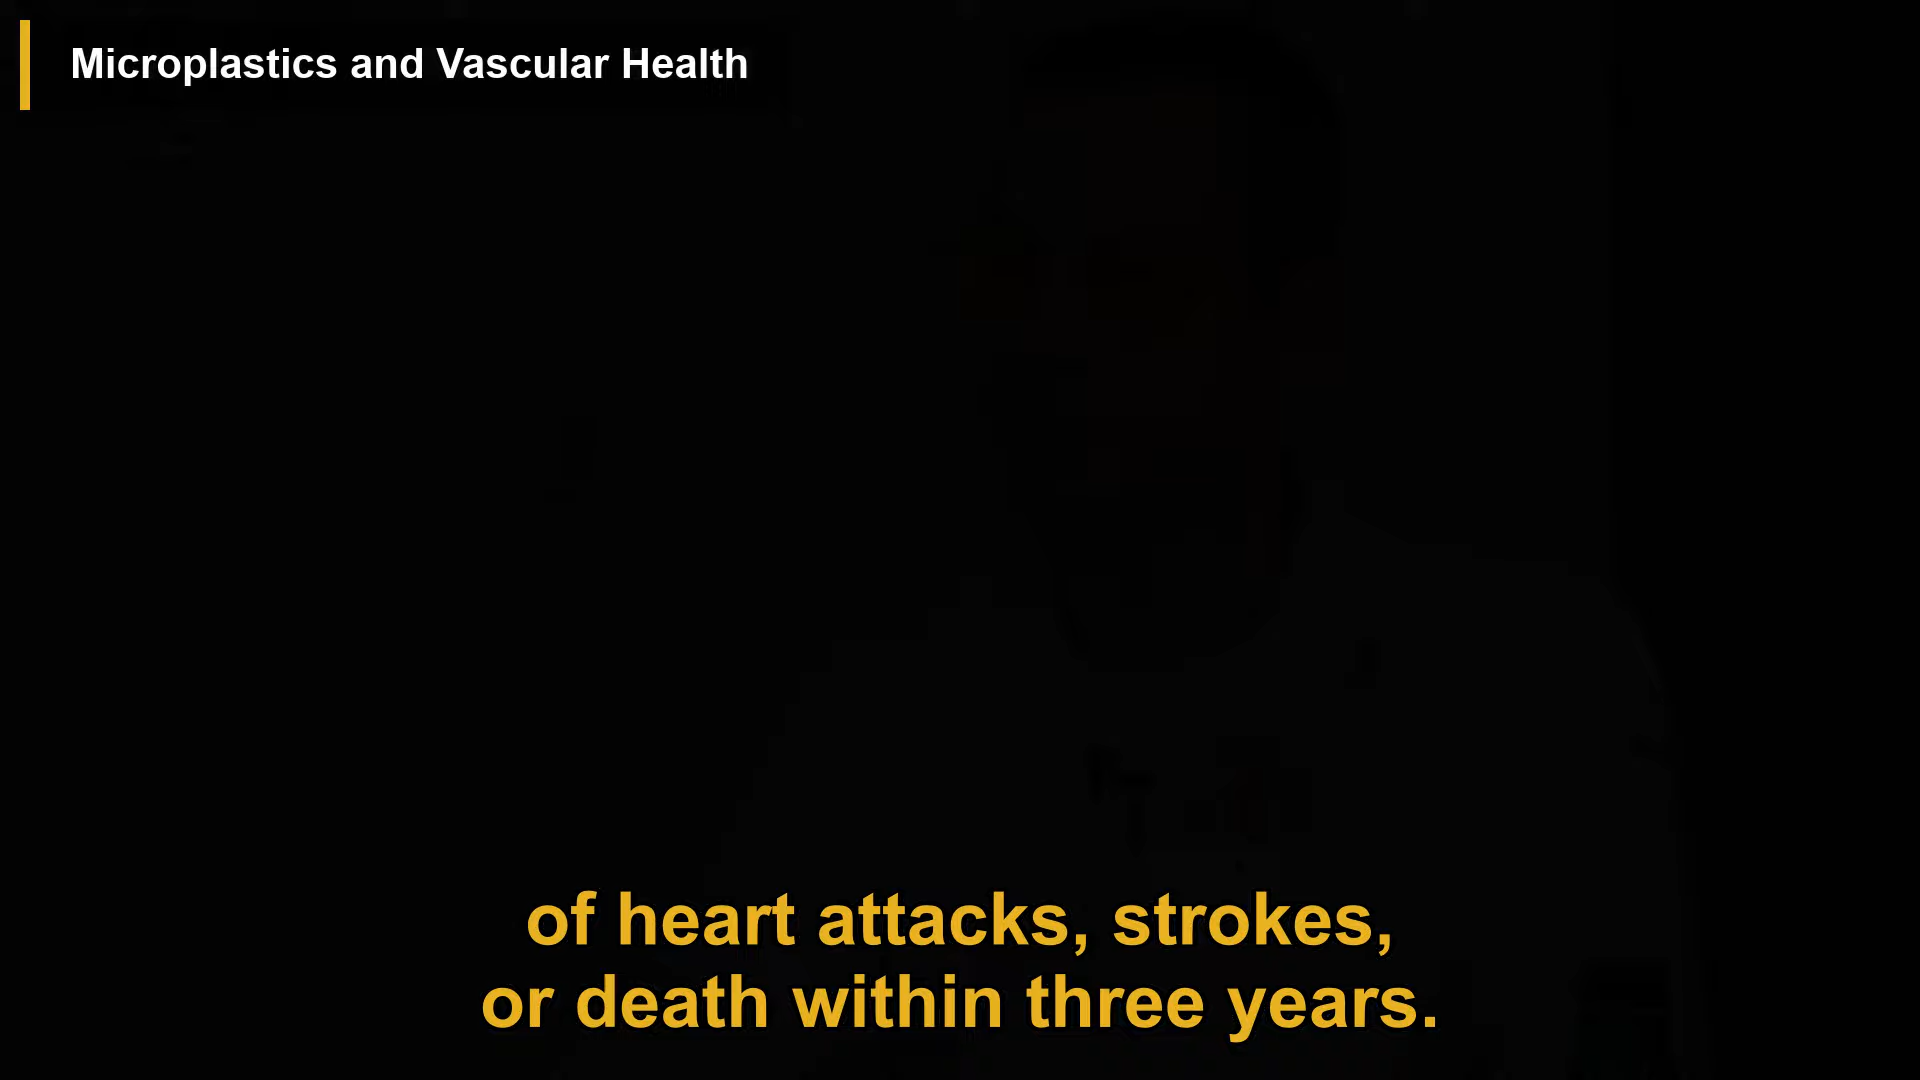 Microplastics and Vascular Health
of heart attacks, strokes,
or death within three years.